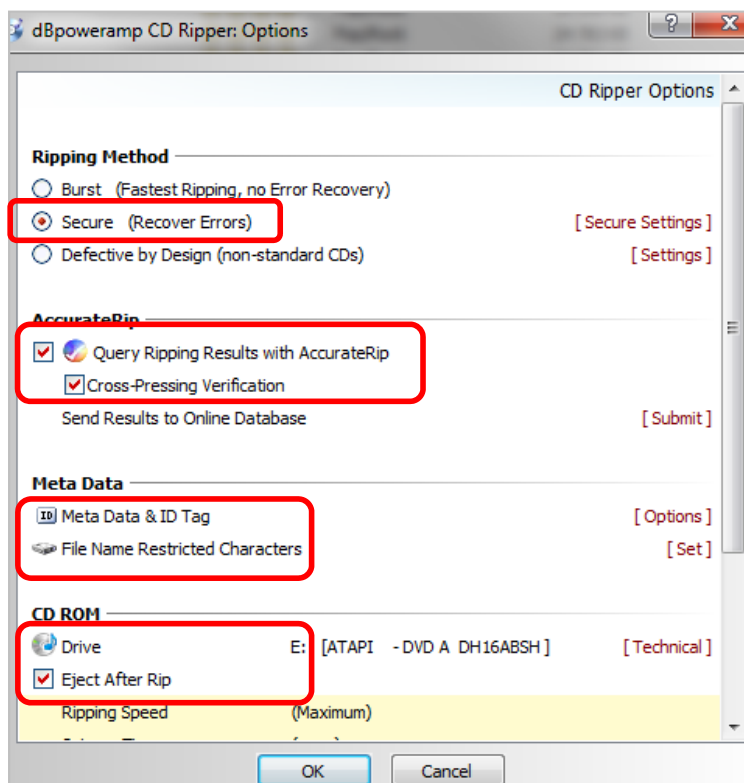 dBpoweramp CD Ripper: Options
CD Ripper Options
Ripping Method
Burst (Fastest Ripping, no Error Recovery)
Secure (Recover Errors) [ Secure Settings ]
Defective by Design (non-standard CDs) [ Settings ]
AccurateRip
Query Ripping Results with AccurateRip
Cross-Pressing Verification
Send Results to Online Database [ Submit ]
Meta Data
ID Meta Data & ID Tag [ Options ]
File Name Restricted Characters [ Set ]
CD ROM
Drive E: [ATAPI - DVD A DH16ABSH ] [ Technical ]
Eject After Rip
Ripping Speed (Maximum)
OK Cancel